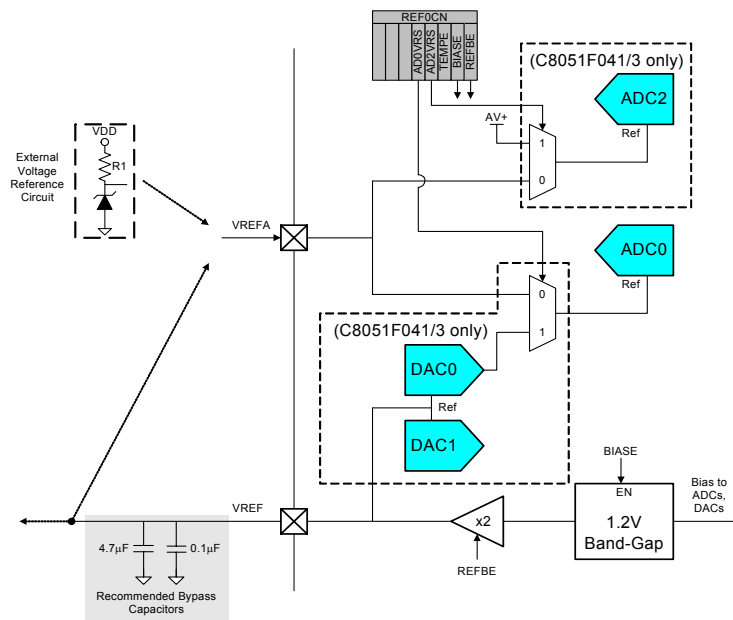 REF0CN
AD0VRS
AD2VRS
TEMPE
BIASE
REFBE
(C8051F041/3 only)
ADC2
Ref
AV+
1
0
VDD
External
Voltage
Reference
Circuit
R1
VREFA
ADC0
Ref
0
1
(C8051F041/3 only)
DAC0
Ref
DAC1
BIASE
EN
1.2V
Band-Gap
Bias to
ADCs,
DACs
x2
REFBE
VREF
4.7μF
0.1μF
Recommended Bypass
Capacitors